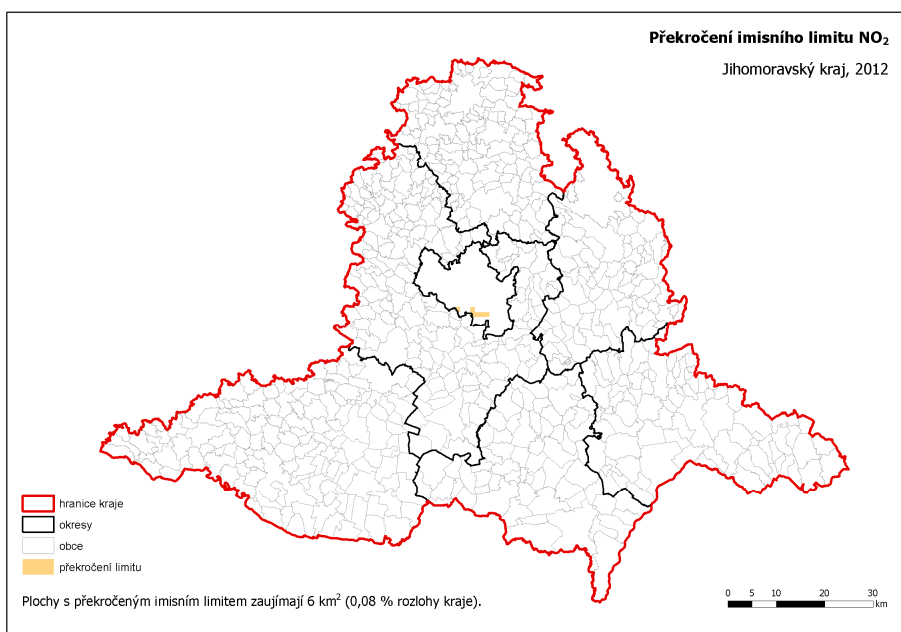 Překročení imisního limitu NO₂
Jihomoravský kraj, 2012
hranice kraje
okresy
obce
překročení limitu
Plochy s překročeným imisním limitem zaujímají 6 km² (0,08 % rozlohy kraje).
0 5 10 20 30
km